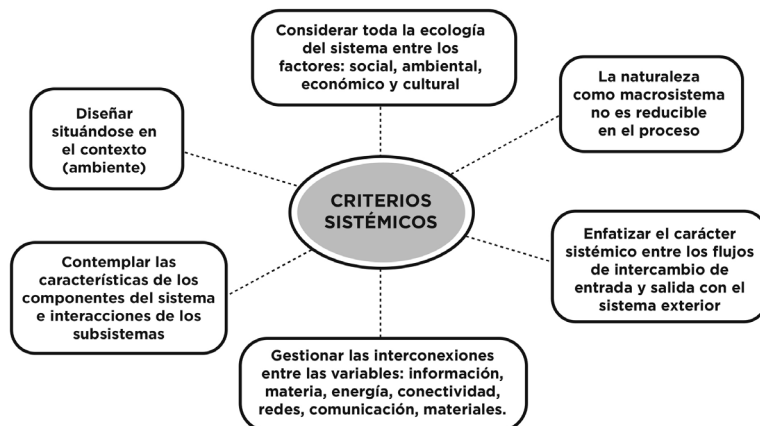 Considerar toda la ecología
del sistema entre los
factores: social, ambiental,
económico y cultural
La naturaleza
como macrosistema
no es reducible
en el proceso
Diseñar
situándose en
el contexto
(ambiente)
CRITERIOS
SISTÉMICOS
Enfatizar el carácter
sistémico entre los flujos
de intercambio de
entrada y salida con el
sistema exterior
Contemplar las
características de los
componentes del sistema
e interacciones de los
subsistemas
Gestionar las interconexiones
entre las variables: información,
materia, energía, conectividad,
redes, comunicación, materiales.